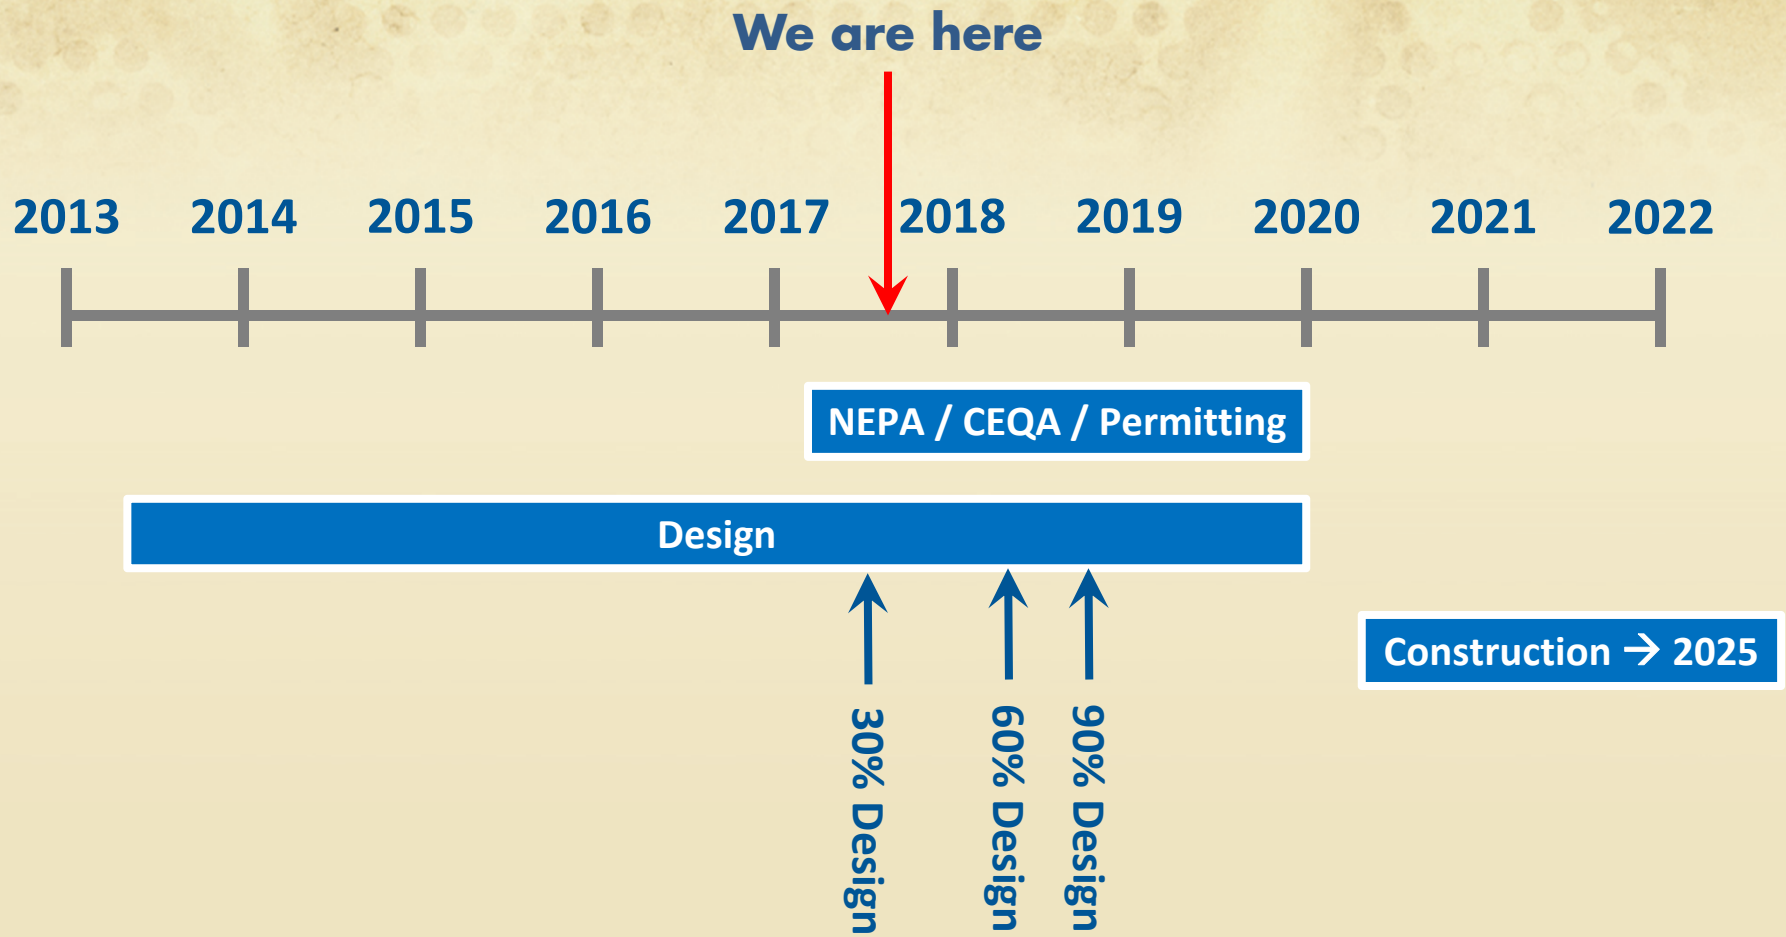 We are here
2013 2014 2015 2016 2017 2018 2019 2020 2021 2022
NEPA / CEQA / Permitting
Design
Construction → 2025
30% Design
60% Design
90% Design